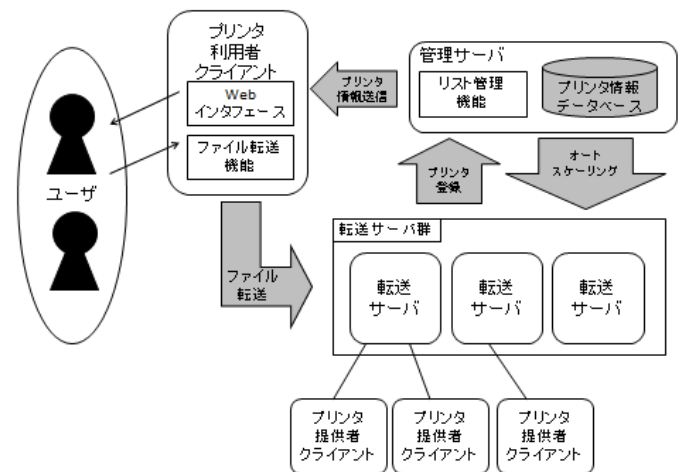 プリンタ
利用者
クライアント
Web
インタフェース
ファイル転送
機能
ユーザ
プリンタ
情報送信
管理サーバ
リスト管理
機能
プリンタ情報
データベース
プリンタ
登録
オート
スケーリング
ファイル
転送
転送サーバ群
転送
サーバ
転送
サーバ
転送
サーバ
プリンタ
提供者
クライアント
プリンタ
提供者
クライアント
プリンタ
提供者
クライアント